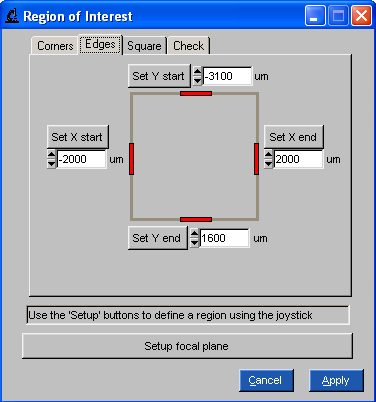 Region of Interest
Corners Edges Square Check
Set Y start -3100 um
Set X start
-2000 um
Set X end
2000 um
Set Y end 1600 um
Use the 'Setup' buttons to define a region using the joystick
Setup focal plane
Cancel Apply